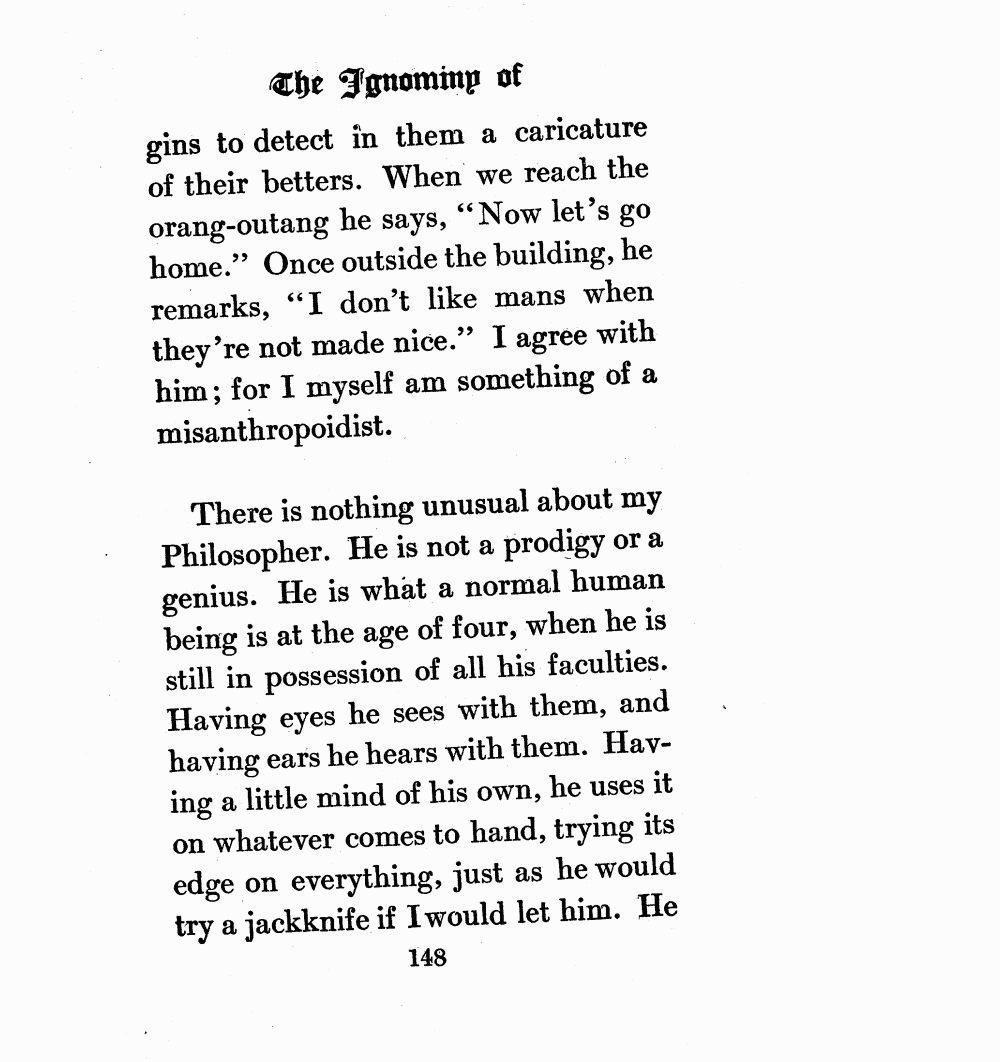 The Ignominy of
gins to detect in them a caricature
of their betters. When we reach the
orang-outang he says, “Now let’s go
home.” Once outside the building, he
remarks, “I don’t like mans when
they’re not made nice.” I agree with
him; for I myself am something of a
misanthropoidist.
There is nothing unusual about my
Philosopher. He is not a prodigy or a
genius. He is what a normal human
being is at the age of four, when he is
still in possession of all his faculties.
Having eyes he sees with them, and
having ears he hears with them. Hav-
ing a little mind of his own, he uses it
on whatever comes to hand, trying its
edge on everything, just as he would
try a jackknife if I would let him. He
148